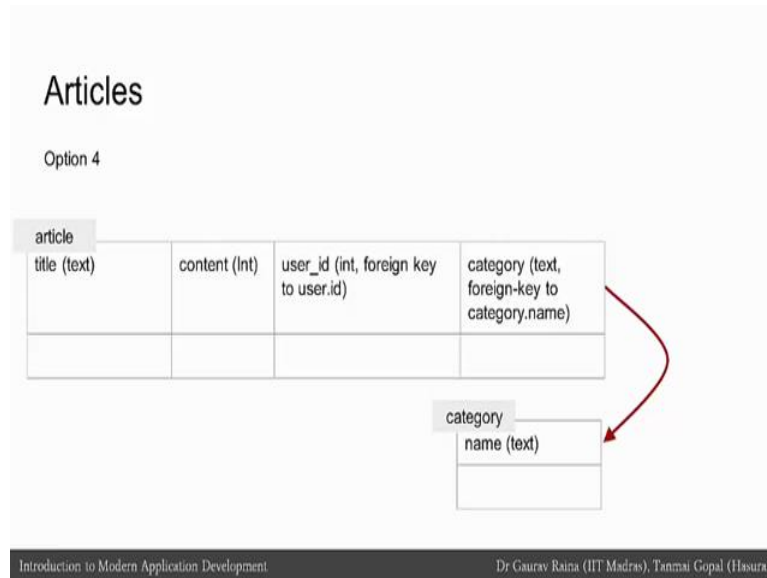 Articles
Option 4
article
title (text)
content (Int)
user_id (int, foreign key
to user.id)
category (text,
foreign-key to
category.name)
category
name (text)
Introduction to Modern Application Development
Dr Gaurav Raina (IIT Madras), Tanmai Gopal (Hasura